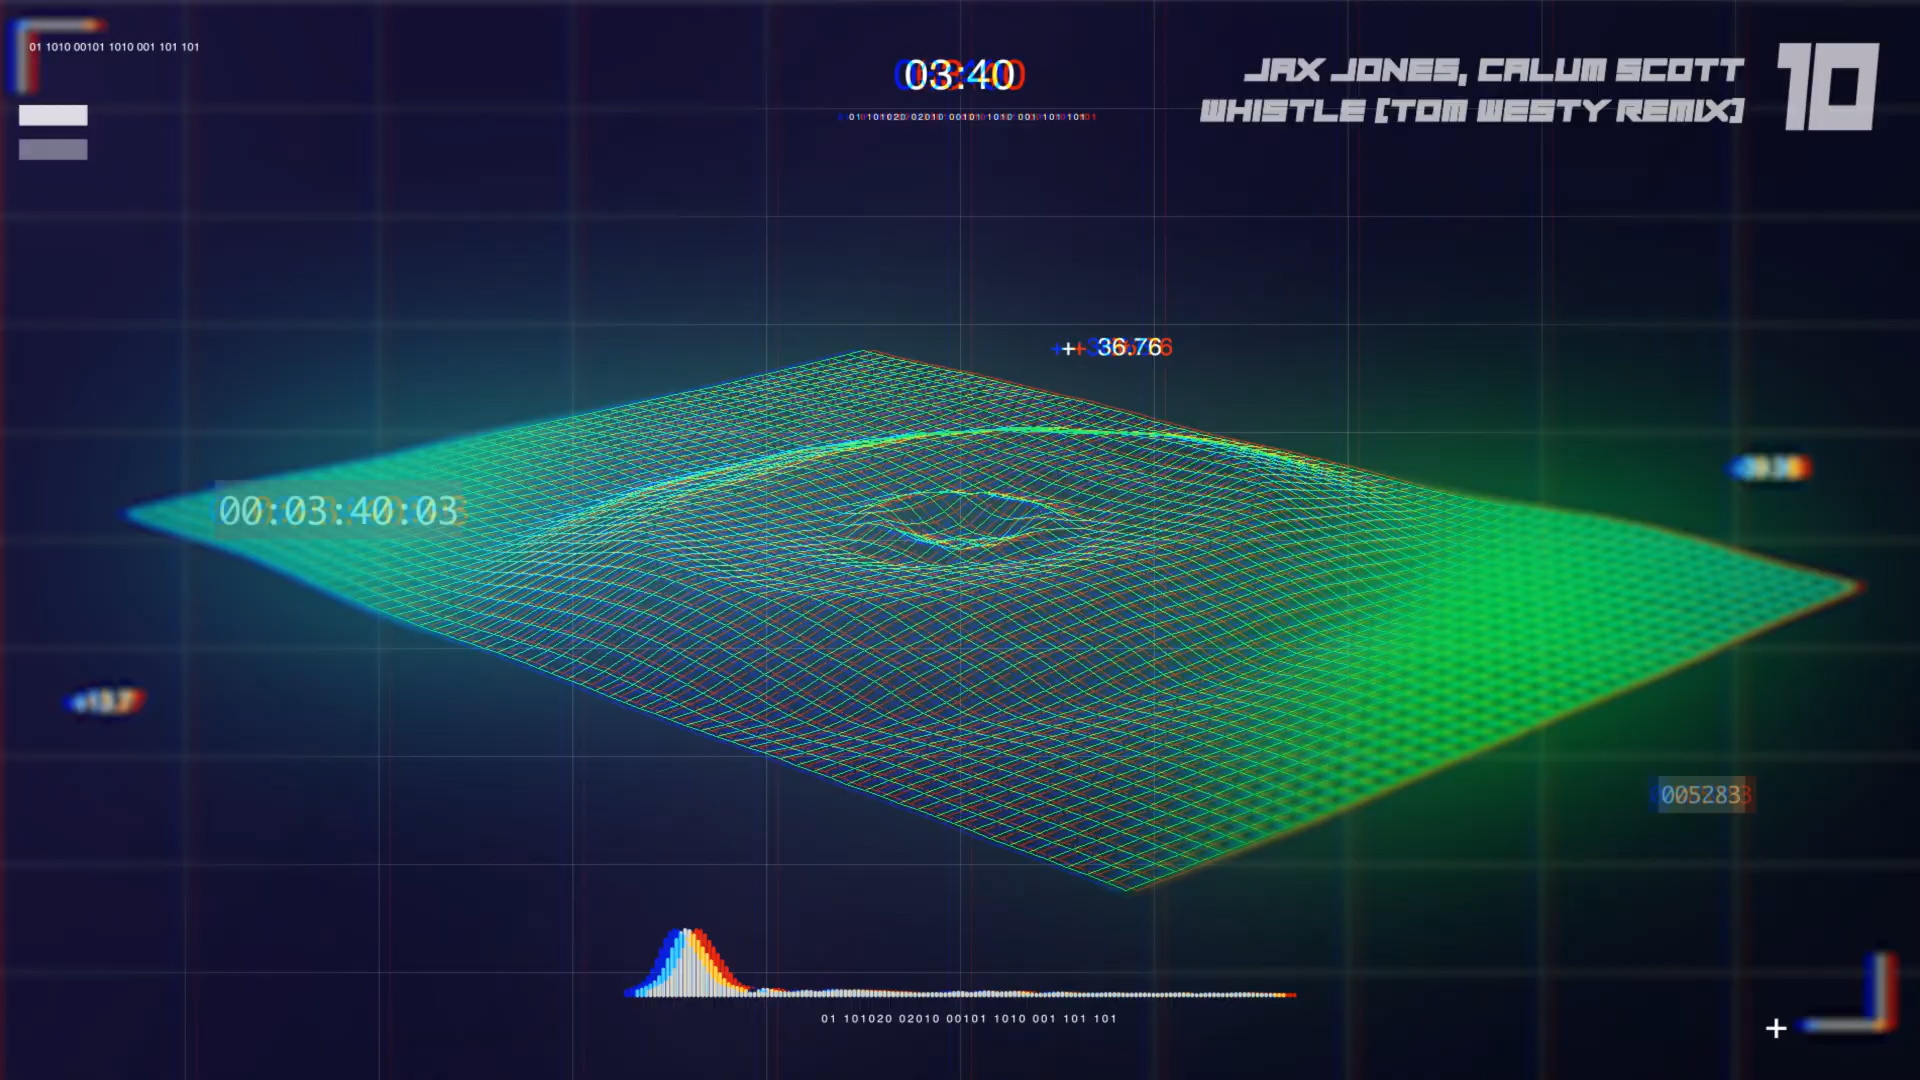 01 1010 00101 1010 001 101 101
03:40
01 101020 02010 00101 1010 001 101 101
JAX JONES, CALUM SCOTT
WHISTLE [TOM WESTY REMIX]
10
+ 36.76
00:03:40:03
005283
01 101020 02010 00101 1010 001 101 101